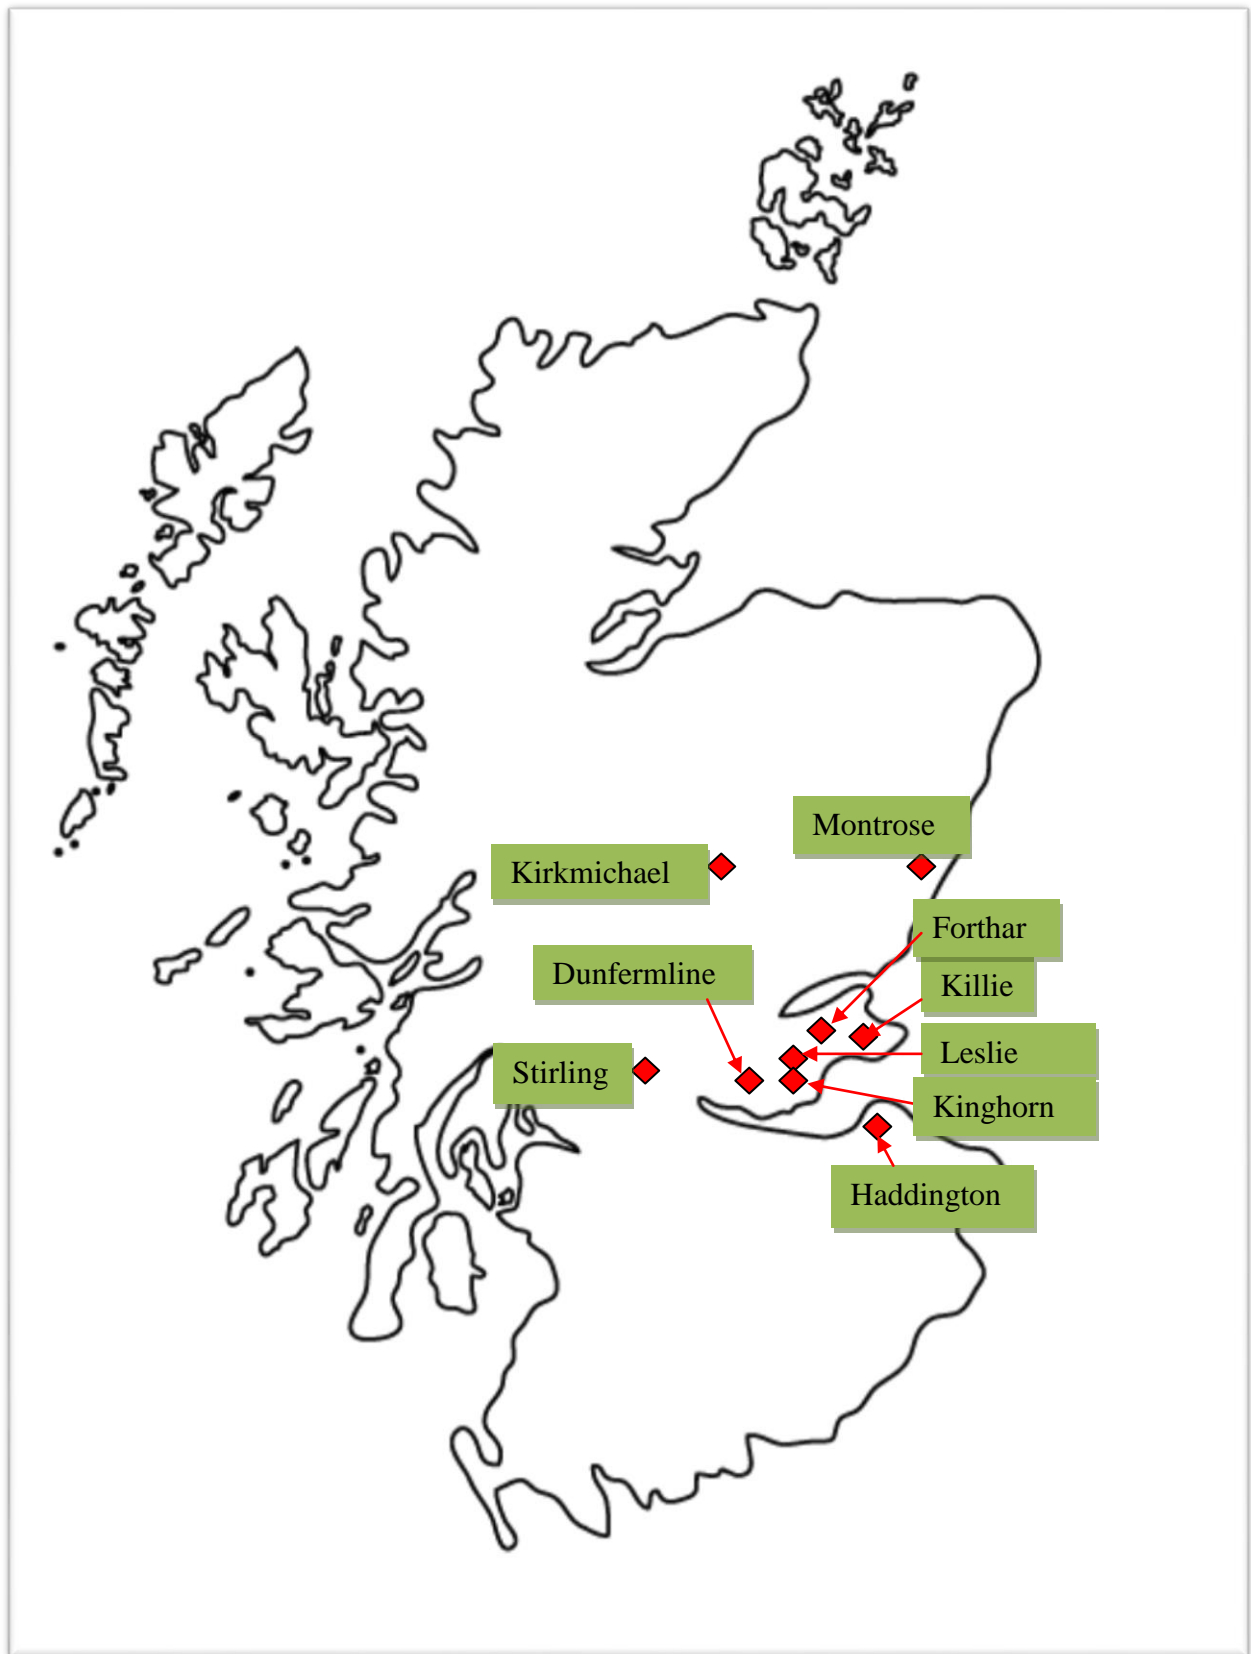 Montrose
Kirkmichael
Forthar
Dunfermline
Killie
Leslie
Stirling
Kinghorn
Haddington